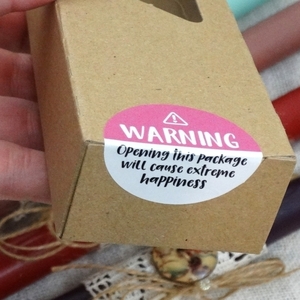 WARNING
Opening this package
will cause extreme
happiness